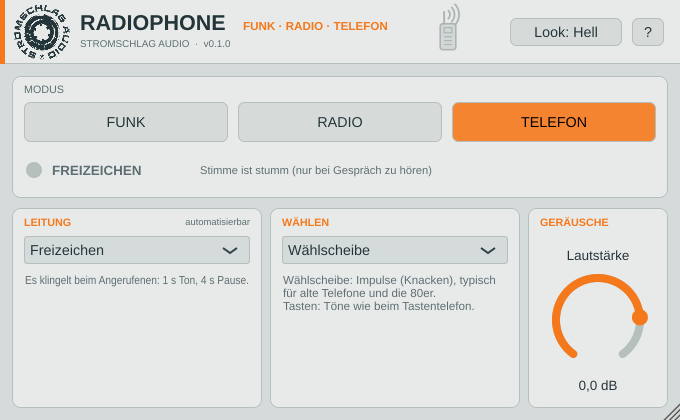 STROMSCHLAG AUDIO
RADIOPHONE
FUNK · RADIO · TELEFON
STROMSCHLAG AUDIO · v0.1.0
Look: Hell
?
MODUS
FUNK
RADIO
TELEFON
FREIZEICHEN
Stimme ist stumm (nur bei Gespräch zu hören)
LEITUNG
automatisierbar
Freizeichen
Es klingelt beim Angerufenen: 1 s Ton, 4 s Pause.
WÄHLEN
Wählscheibe
Wählscheibe: Impulse (Knacken), typisch
für alte Telefone und die 80er.
Tasten: Töne wie beim Tastentelefon.
GERÄUSCHE
Lautstärke
0,0 dB